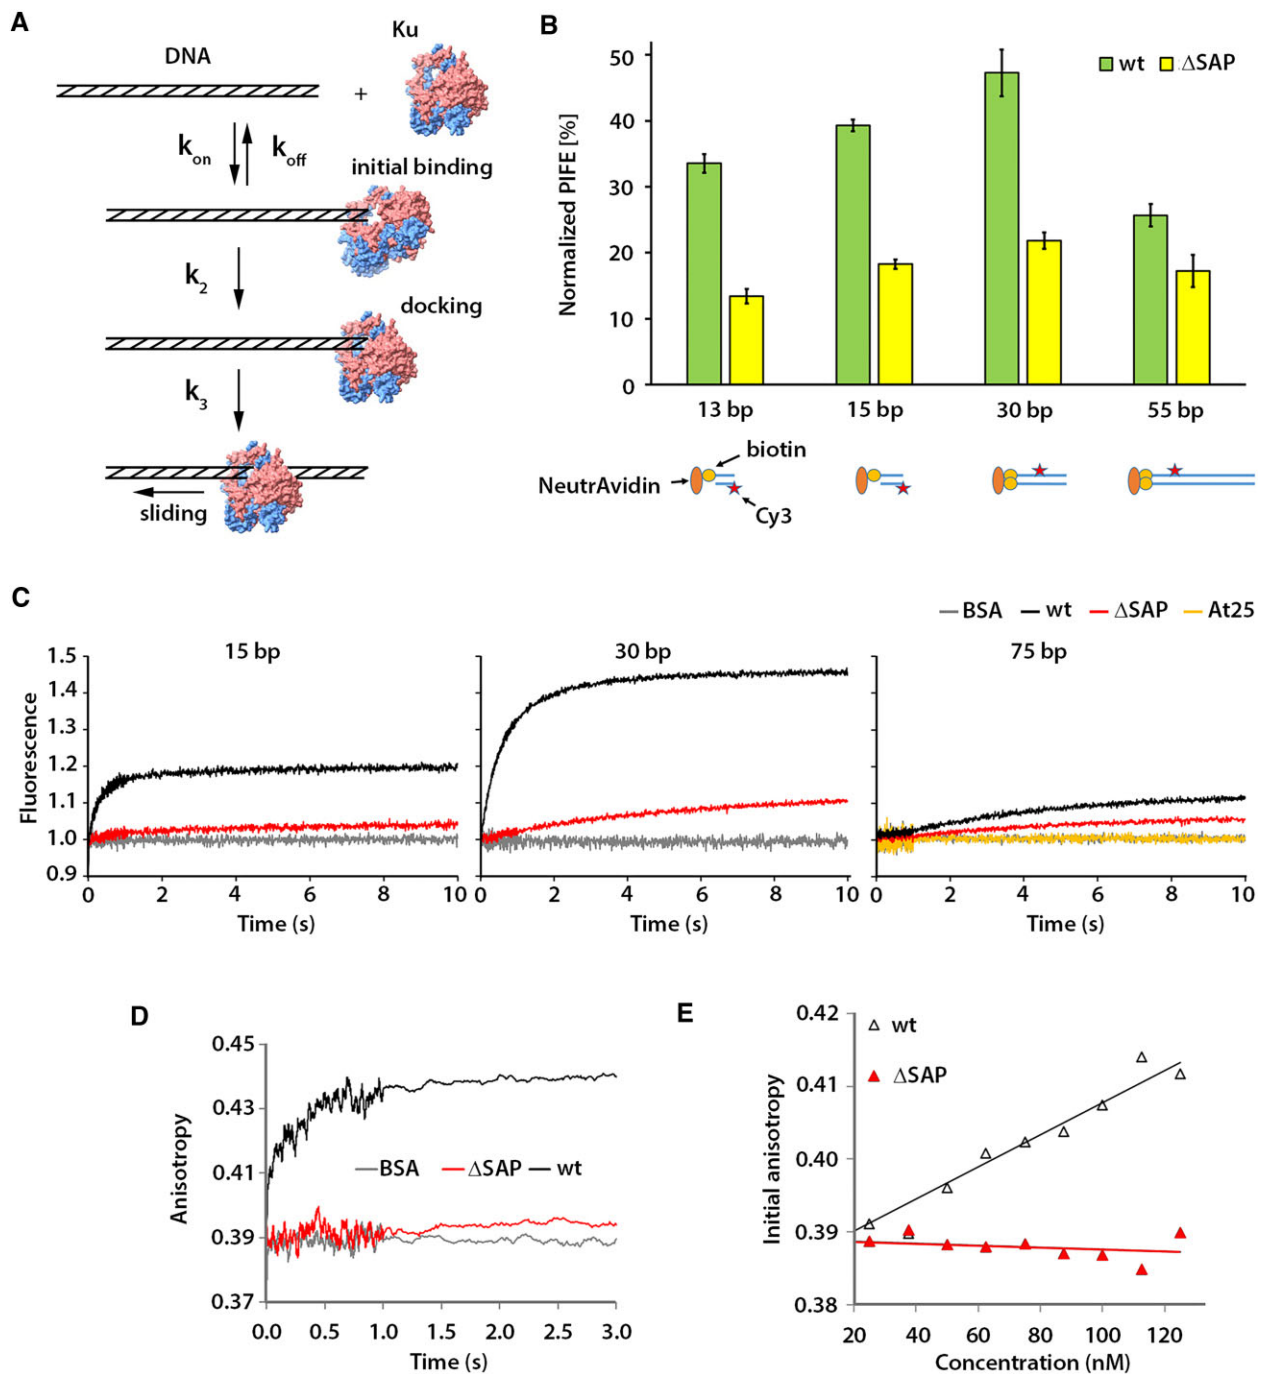 A
DNA
Ku
+
kon
koff
initial binding
k2
docking
k3
sliding
B
Normalized PIFE [%]
wt ΔSAP
50
40
30
20
10
0
13 bp 15 bp 30 bp 55 bp
biotin
NeutrAvidin
Cy3
C
BSA wt ΔSAP At25
15 bp 30 bp 75 bp
Fluorescence
1.5
1.4
1.3
1.2
1.1
1.0
0.9
0 2 4 6 8 10 0 2 4 6 8 10 0 2 4 6 8 10
Time (s) Time (s) Time (s)
D
Anisotropy
0.45
0.43
0.41
0.39
0.37
BSA ΔSAP wt
0.0 0.5 1.0 1.5 2.0 2.5 3.0
Time (s)
E
Initial anisotropy
0.42
0.41
0.40
0.39
0.38
wt
ΔSAP
20 40 60 80 100 120
Concentration (nM)